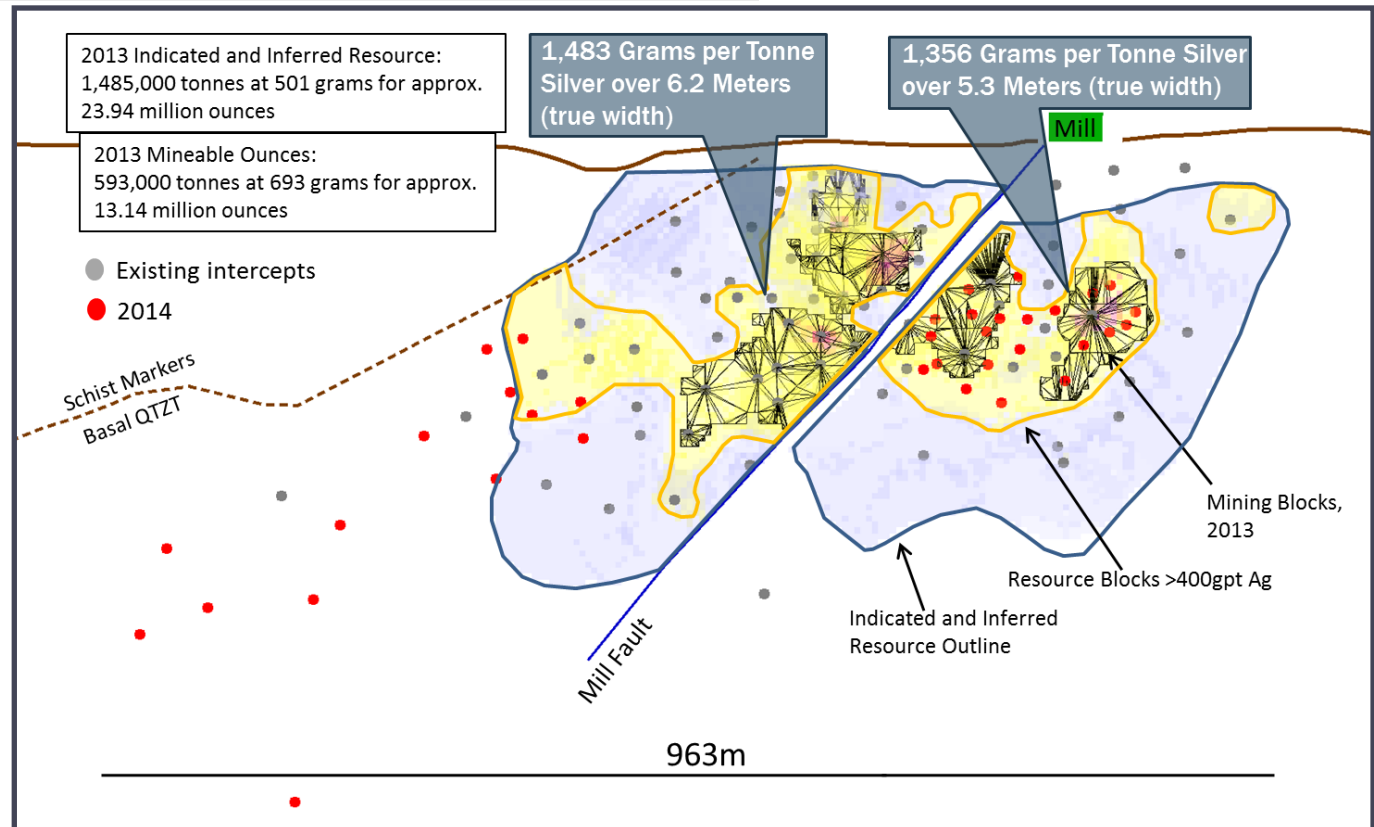 2013 Indicated and Inferred Resource:
1,485,000 tonnes at 501 grams for approx.
23.94 million ounces
2013 Mineable Ounces:
593,000 tonnes at 693 grams for approx.
13.14 million ounces
1,483 Grams per Tonne
Silver over 6.2 Meters
(true width)
1,356 Grams per Tonne Silver
over 5.3 Meters (true width)
Mill
Existing intercepts
2014
Schist Markers
Basal QTZT
Mining Blocks,
2013
Resource Blocks >400gpt Ag
Indicated and Inferred
Resource Outline
Mill Fault
963m